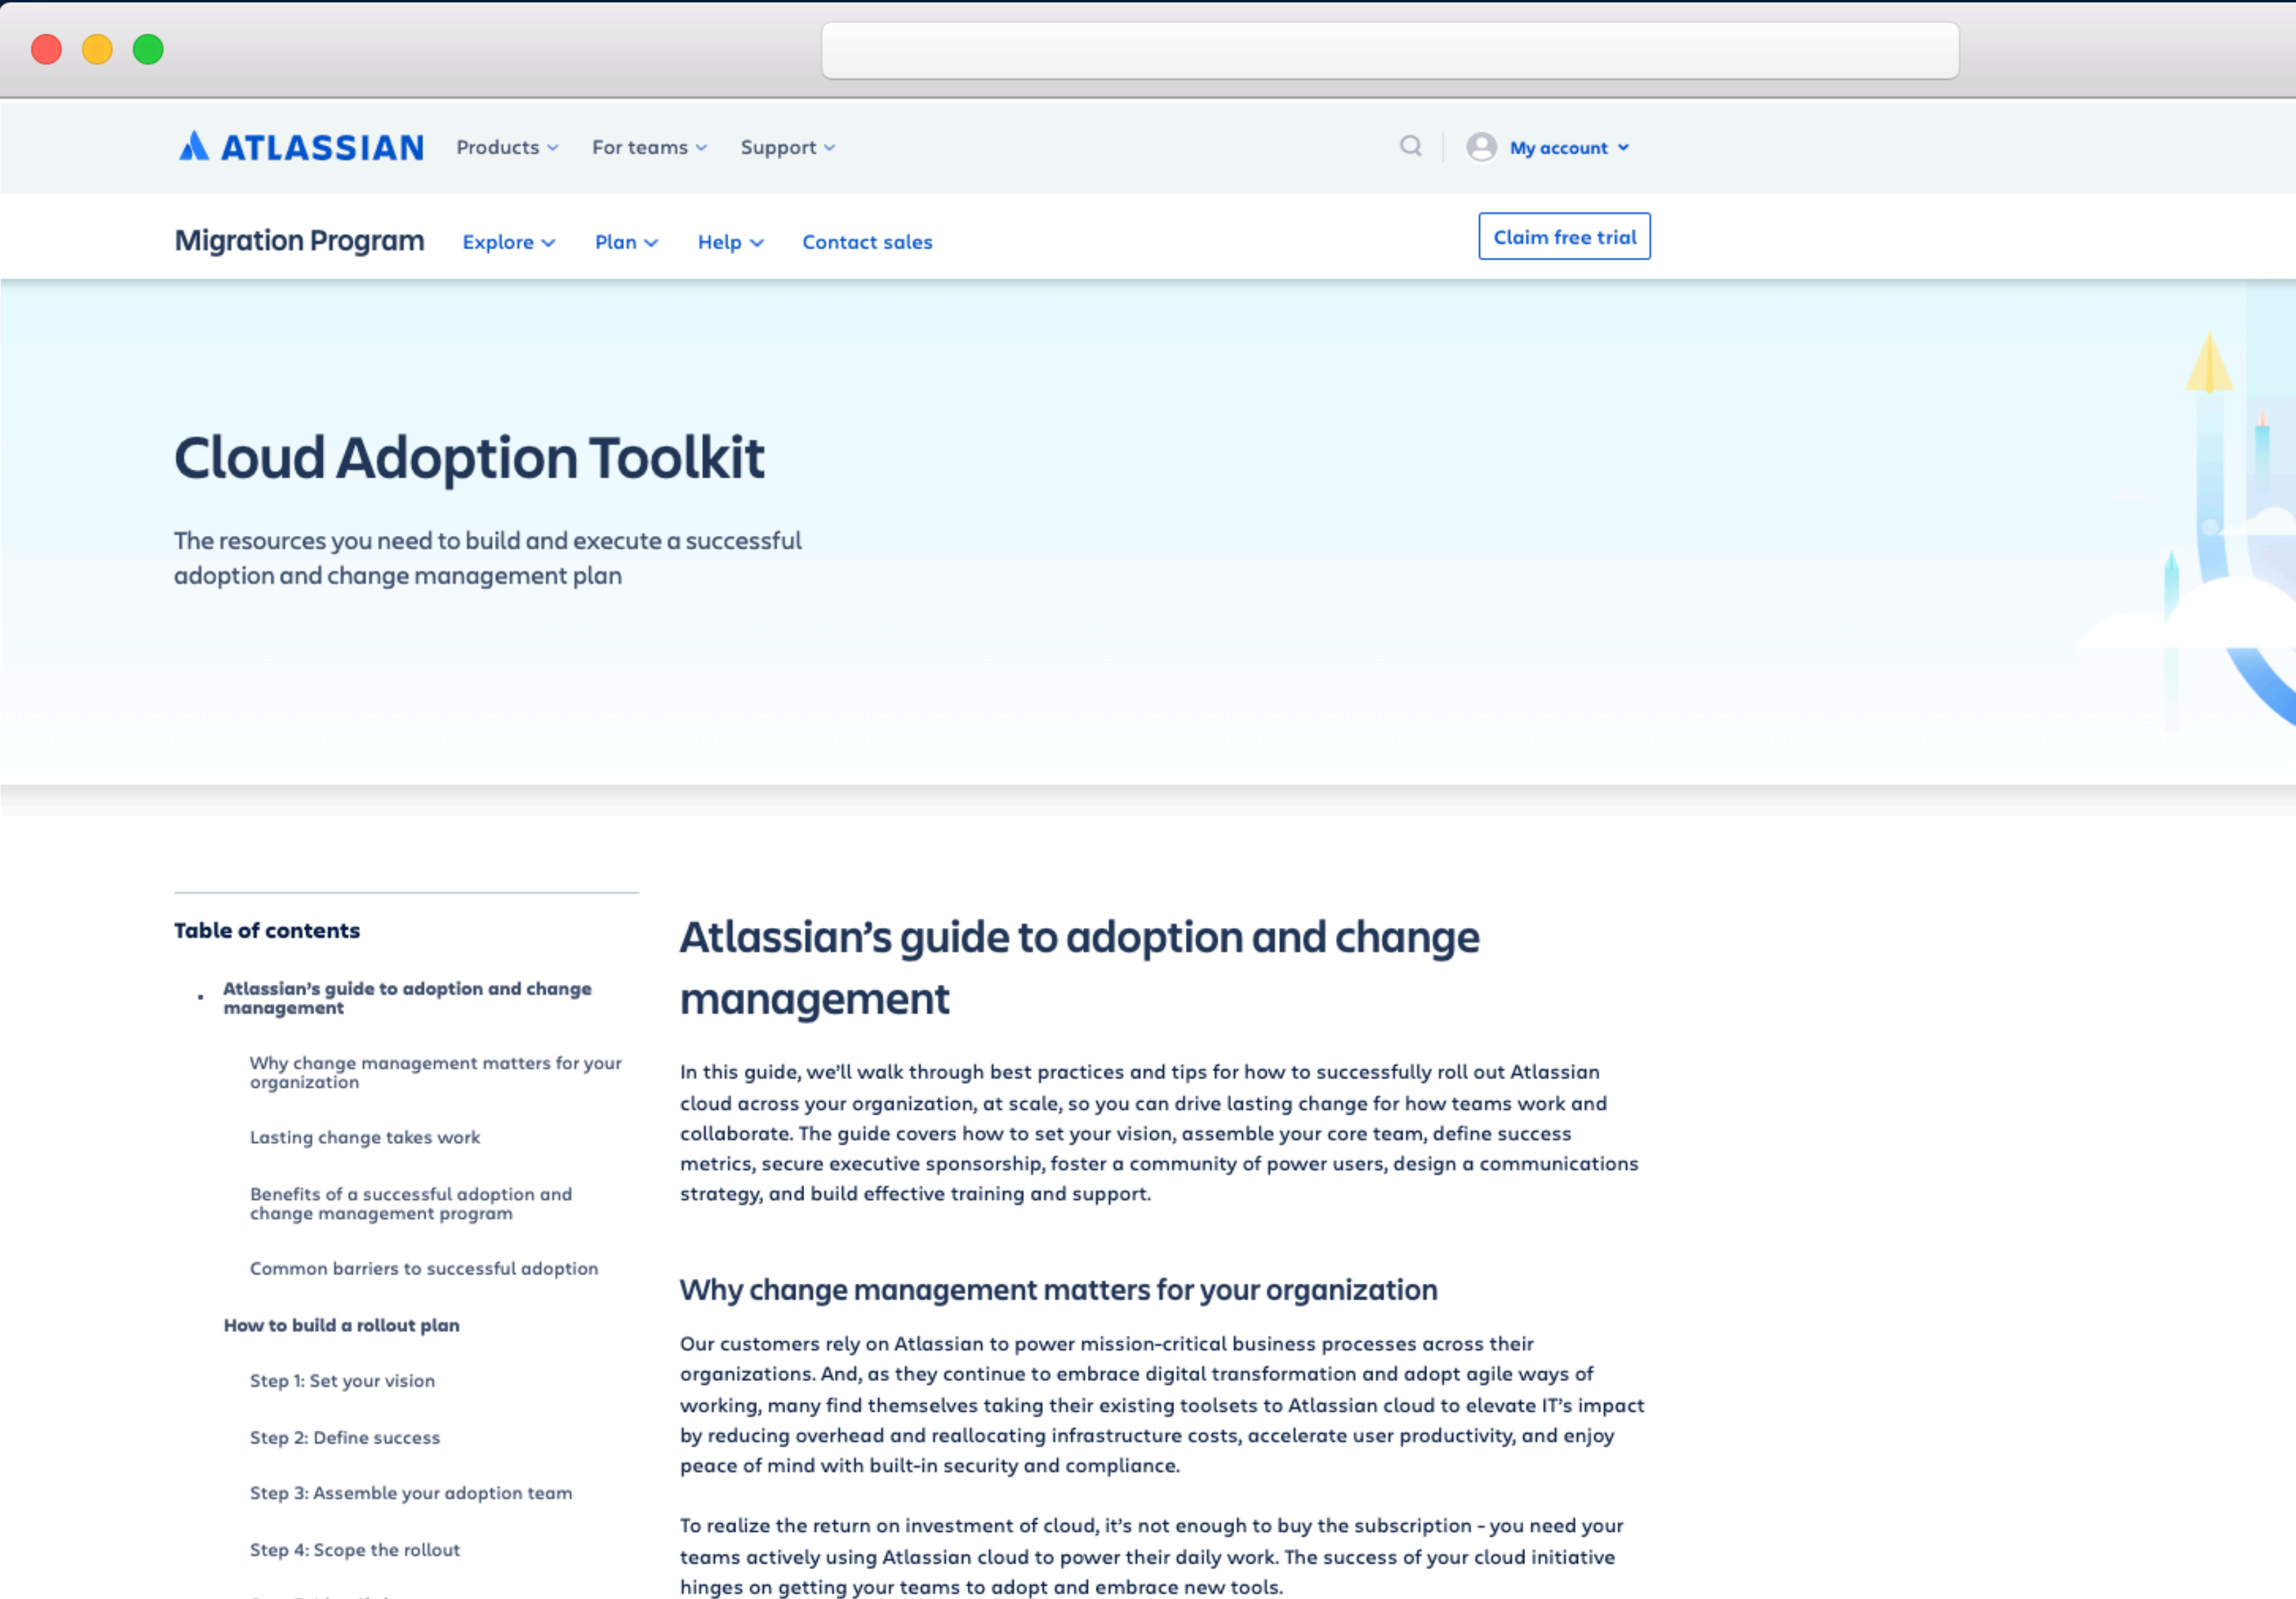 ATLASSIAN Products For teams Support My account
Migration Program Explore Plan Help Contact sales Claim free trial
Cloud Adoption Toolkit
The resources you need to build and execute a successful
adoption and change management plan
Table of contents
Atlassian’s guide to adoption and change
management
Why change management matters for your
organization
Lasting change takes work
Benefits of a successful adoption and
change management program
Common barriers to successful adoption
How to build a rollout plan
Step 1: Set your vision
Step 2: Define success
Step 3: Assemble your adoption team
Step 4: Scope the rollout
Atlassian’s guide to adoption and change
management
In this guide, we’ll walk through best practices and tips for how to successfully roll out Atlassian
cloud across your organization, at scale, so you can drive lasting change for how teams work and
collaborate. The guide covers how to set your vision, assemble your core team, define success
metrics, secure executive sponsorship, foster a community of power users, design a communications
strategy, and build effective training and support.
Why change management matters for your organization
Our customers rely on Atlassian to power mission-critical business processes across their
organizations. And, as they continue to embrace digital transformation and adopt agile ways of
working, many find themselves taking their existing toolsets to Atlassian cloud to elevate IT’s impact
by reducing overhead and reallocating infrastructure costs, accelerate user productivity, and enjoy
peace of mind with built-in security and compliance.
To realize the return on investment of cloud, it’s not enough to buy the subscription - you need your
teams actively using Atlassian cloud to power their daily work. The success of your cloud initiative
hinges on getting your teams to adopt and embrace new tools.